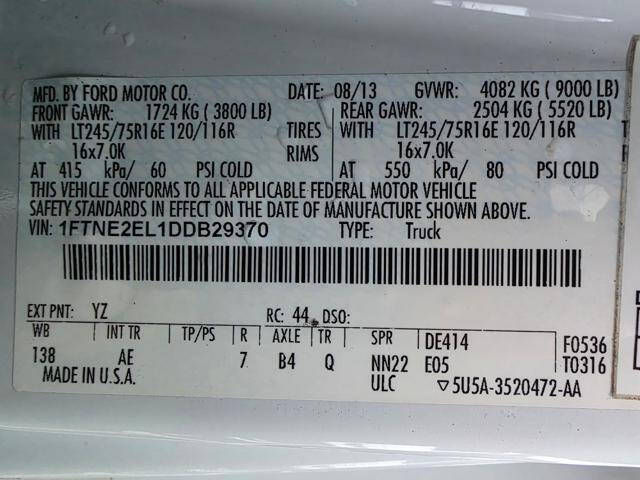 MFD. BY FORD MOTOR CO. DATE: 08/13 GVWR: 4082 KG ( 9000 LB)
FRONT GAWR: 1724 KG ( 3800 LB) REAR GAWR: 2504 KG ( 5520 LB)
WITH LT245/75R16E 120/116R TIRES WITH LT245/75R16E 120/116R
16x7.0K RIMS 16x7.0K
AT 415 kPa/ 60 PSI COLD AT 550 kPa/ 80 PSI COLD
THIS VEHICLE CONFORMS TO ALL APPLICABLE FEDERAL MOTOR VEHICLE
SAFETY STANDARDS IN EFFECT ON THE DATE OF MANUFACTURE SHOWN ABOVE.
VIN: 1FTNE2EL1DDB29370 TYPE: Truck
EXT PNT: YZ RC: 44 DSO:
WB INT TR TP/PS R AXLE TR SPR DE414 F0536
138 AE 7 B4 Q NN22 E05 T0316
MADE IN U.S.A. ULC ▽5U5A-3520472-AA